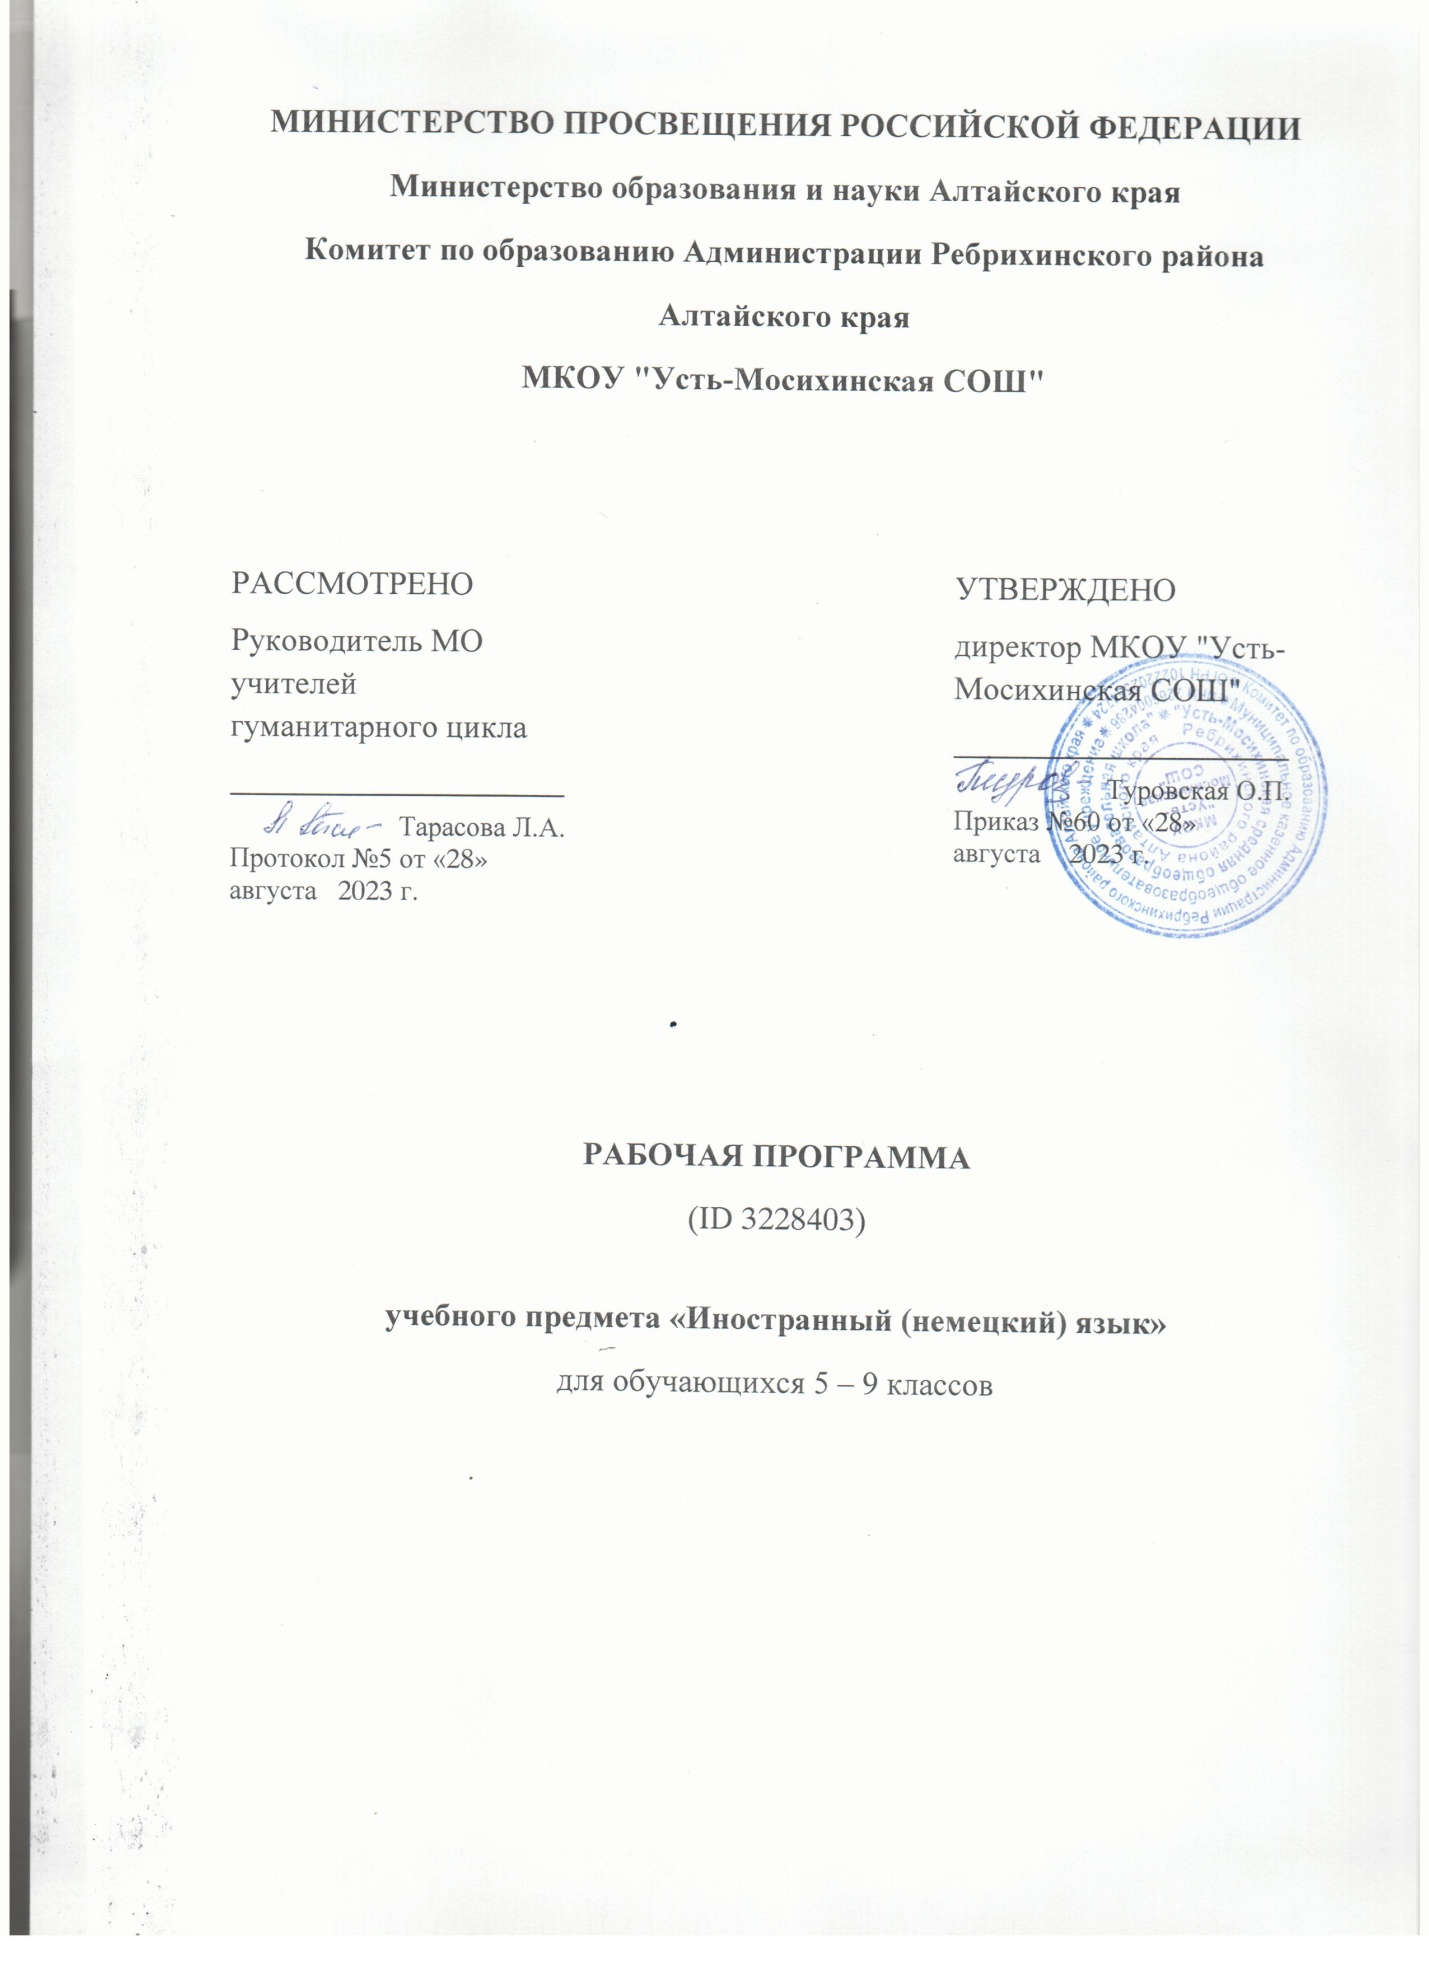 МИНИСТЕРСТВО ПРОСВЕЩЕНИЯ РОССИЙСКОЙ ФЕДЕРАЦИИ
Министерство образования и науки Алтайского края
Комитет по образованию Администрации Ребрихинского района
Алтайского края
МКОУ "Усть-Мосихинская СОШ"
РАССМОТРЕНО
Руководитель МО
учителей
гуманитарного цикла
Тарасова Л.А.
Протокол №5 от «28»
августа 2023 г.
УТВЕРЖДЕНО
директор МКОУ "Усть-
Мосихинская СОШ"
Туровская О.П.
Приказ №60 от «28»
августа 2023 г.
РАБОЧАЯ ПРОГРАММА
(ID 3228403)
учебного предмета «Иностранный (немецкий) язык»
для обучающихся 5 – 9 классов